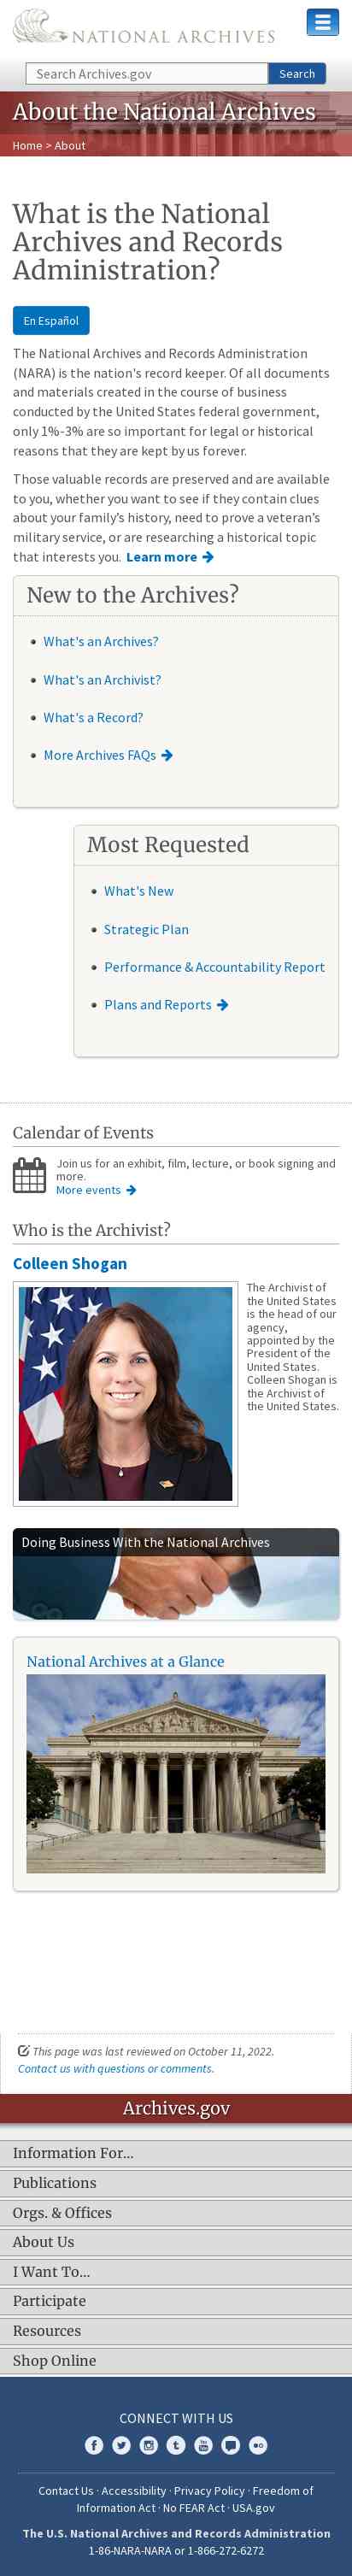 NATIONAL ARCHIVES
Search Archives.gov
Search
About the National Archives
Home > About
What is the National
Archives and Records
Administration?
En Español
The National Archives and Records Administration
(NARA) is the nation's record keeper. Of all documents
and materials created in the course of business
conducted by the United States federal government,
only 1%-3% are so important for legal or historical
reasons that they are kept by us forever.
Those valuable records are preserved and are available
to you, whether you want to see if they contain clues
about your family’s history, need to prove a veteran’s
military service, or are researching a historical topic
that interests you. Learn more
New to the Archives?
What's an Archives?
What's an Archivist?
What's a Record?
More Archives FAQs
Most Requested
What's New
Strategic Plan
Performance & Accountability Report
Plans and Reports
Calendar of Events
Join us for an exhibit, film, lecture, or book signing and
more.
More events
Who is the Archivist?
Colleen Shogan
The Archivist of
the United States
is the head of our
agency,
appointed by the
President of the
United States.
Colleen Shogan is
the Archivist of
the United States.
Doing Business With the National Archives
National Archives at a Glance
This page was last reviewed on October 11, 2022.
Contact us with questions or comments.
Archives.gov
Information For…
Publications
Orgs. & Offices
About Us
I Want To…
Participate
Resources
Shop Online
CONNECT WITH US
Contact Us · Accessibility · Privacy Policy · Freedom of
Information Act · No FEAR Act · USA.gov
The U.S. National Archives and Records Administration
1-86-NARA-NARA or 1-866-272-6272